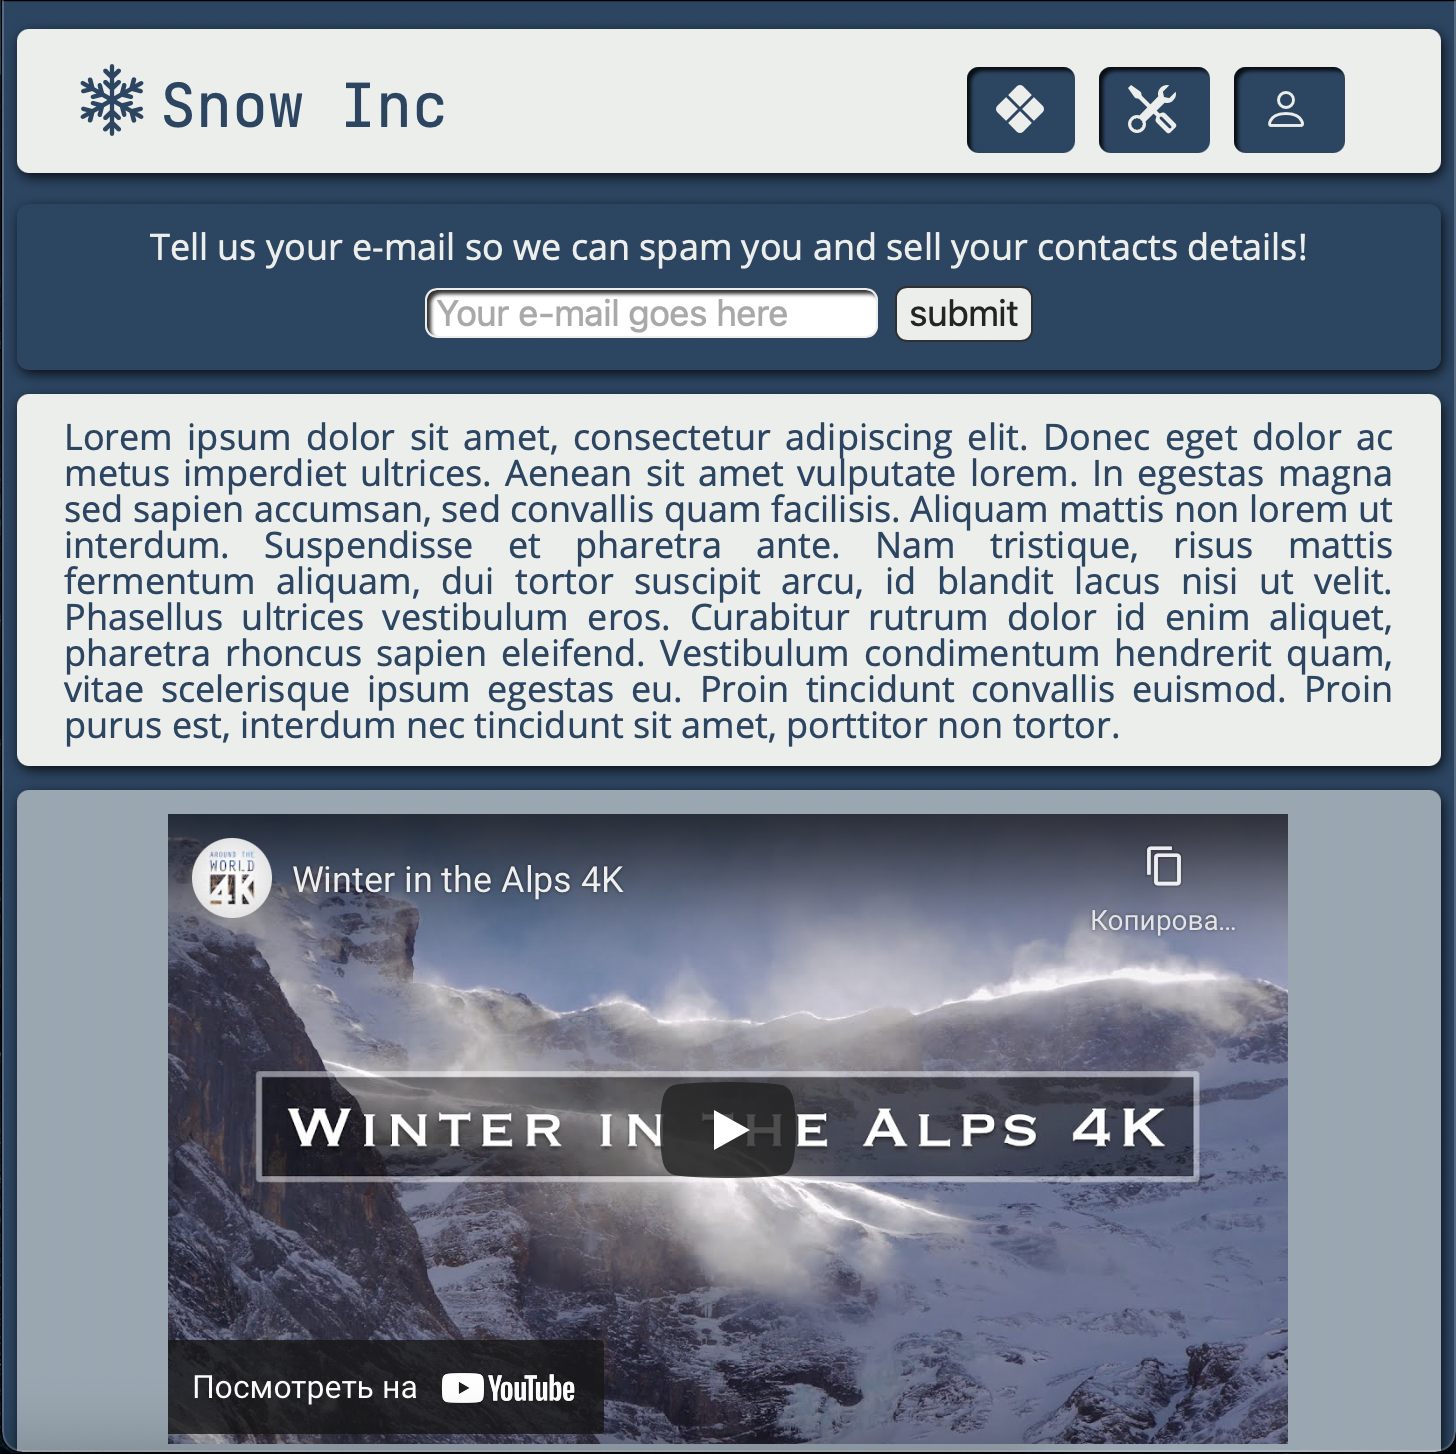 Snow Inc
Tell us your e-mail so we can spam you and sell your contacts details!
Your e-mail goes here
submit
Lorem ipsum dolor sit amet, consectetur adipiscing elit. Donec eget dolor ac
metus imperdiet ultrices. Aenean sit amet vulputate lorem. In egestas magna
sed sapien accumsan, sed convallis quam facilisis. Aliquam mattis non lorem ut
interdum. Suspendisse et pharetra ante. Nam tristique, risus mattis
fermentum aliquam, dui tortor suscipit arcu, id blandit lacus nisi ut velit.
Phasellus ultrices vestibulum eros. Curabitur rutrum dolor id enim aliquet,
pharetra rhoncus sapien eleifend. Vestibulum condimentum hendrerit quam,
vitae scelerisque ipsum egestas eu. Proin tincidunt convallis euismod. Proin
purus est, interdum nec tincidunt sit amet, porttitor non tortor.
AROUND THE
WORLD
4K
Winter in the Alps 4K
Копирова...
WINTER IN THE ALPS 4K
Посмотреть на YouTube